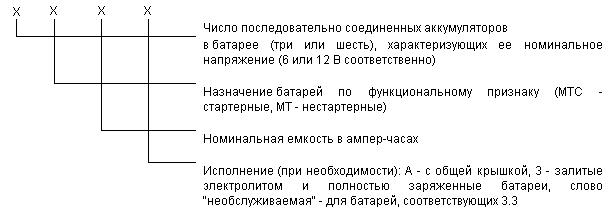 X X X X
Число последовательно соединенных аккумуляторов
в батарее (три или шесть), характеризующих ее номинальное
напряжение (6 или 12 В соответственно)
Назначение батарей по функциональному признаку (МТС -
стартерные, МТ - нестартерные)
Номинальная емкость в ампер-часах
Исполнение (при необходимости): А - с общей крышкой, З - залитые
электролитом и полностью заряженные батареи, слово
"необслуживаемая" - для батарей, соответствующих 3.3